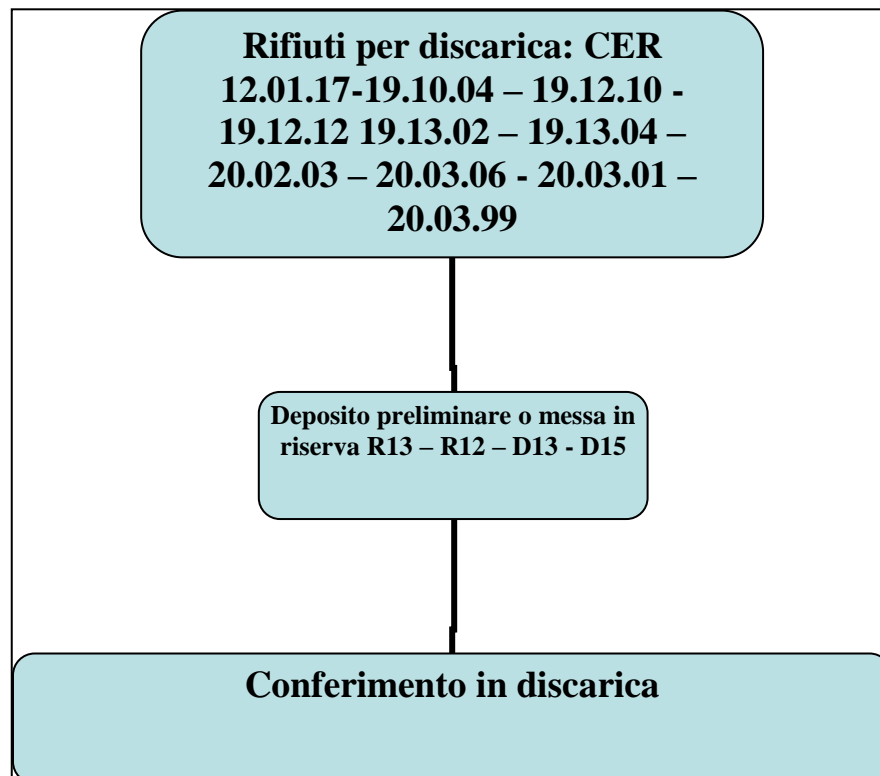 Rifiuti per discarica: CER
12.01.17-19.10.04 – 19.12.10 -
19.12.12 19.13.02 – 19.13.04 –
20.02.03 – 20.03.06 - 20.03.01 –
20.03.99
Deposito preliminare o messa in
riserva R13 – R12 – D13 - D15
Conferimento in discarica